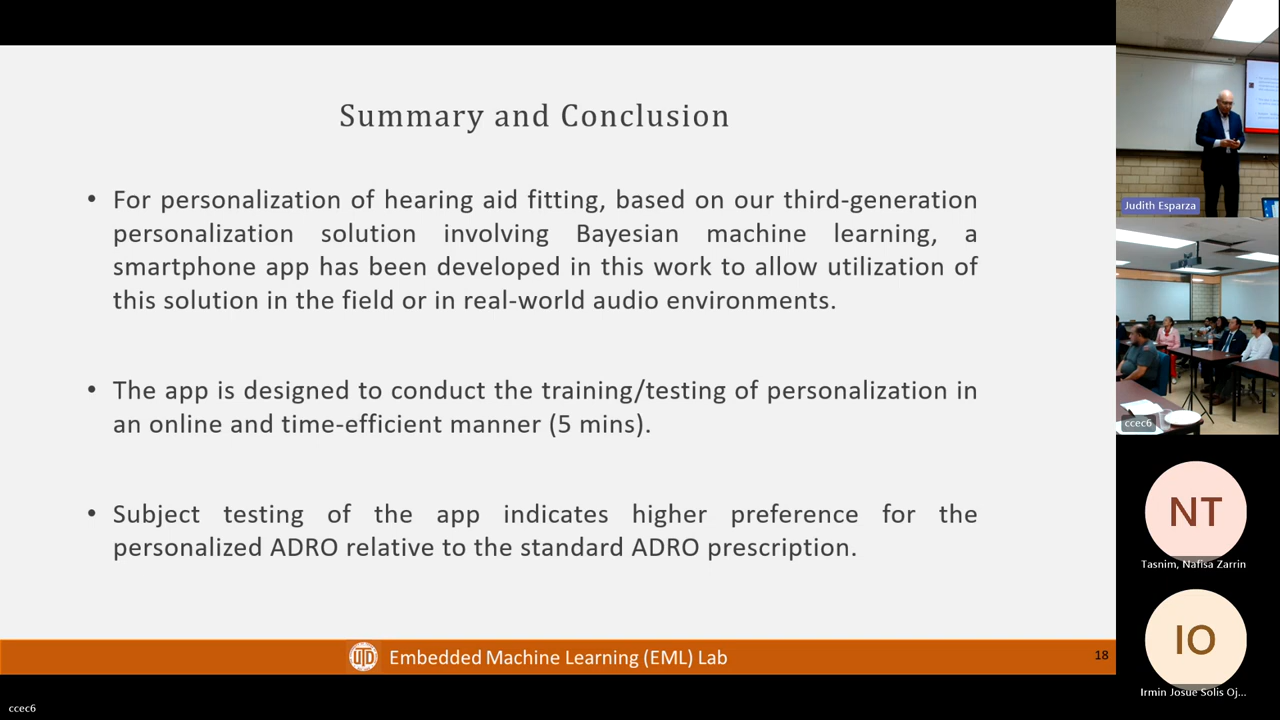 Summary and Conclusion
• For personalization of hearing aid fitting, based on our third-generation
personalization solution involving Bayesian machine learning, a
smartphone app has been developed in this work to allow utilization of
this solution in the field or in real-world audio environments.
• The app is designed to conduct the training/testing of personalization in
an online and time-efficient manner (5 mins).
• Subject testing of the app indicates higher preference for the
personalized ADRO relative to the standard ADRO prescription.
UTD
Embedded Machine Learning (EML) Lab
18
ccec6
Judith Esparza
ccec6
NT
Tasnim, Nafisa Zarrin
IO
Irmin Josue Solis Oj...